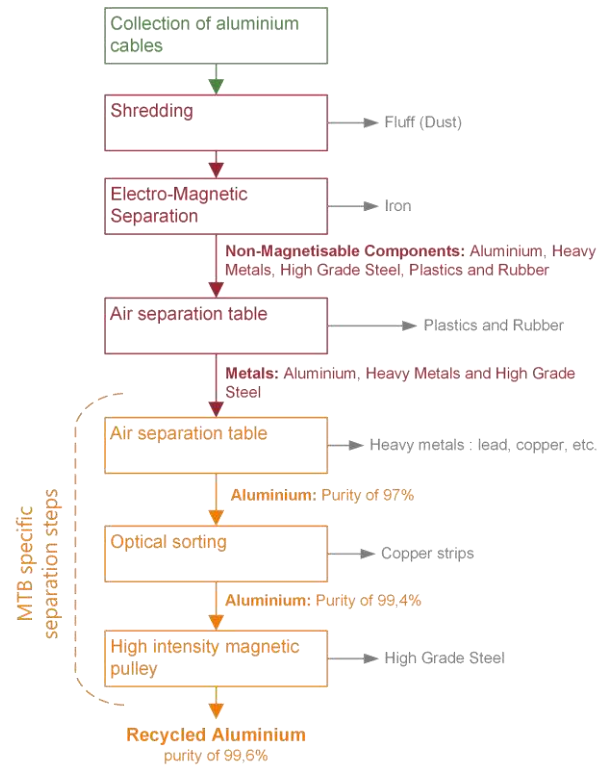 Collection of aluminium
cables
Shredding
Fluff (Dust)
Electro-Magnetic
Separation
Iron
Non-Magnetisable Components: Aluminium, Heavy
Metals, High Grade Steel, Plastics and Rubber
Air separation table
Plastics and Rubber
Metals: Aluminium, Heavy Metals and High Grade
Steel
MTB specific
separation steps
Air separation table
Heavy metals : lead, copper, etc.
Aluminium: Purity of 97%
Optical sorting
Copper strips
Aluminium: Purity of 99,4%
High intensity magnetic
pulley
High Grade Steel
Recycled Aluminium
purity of 99,6%